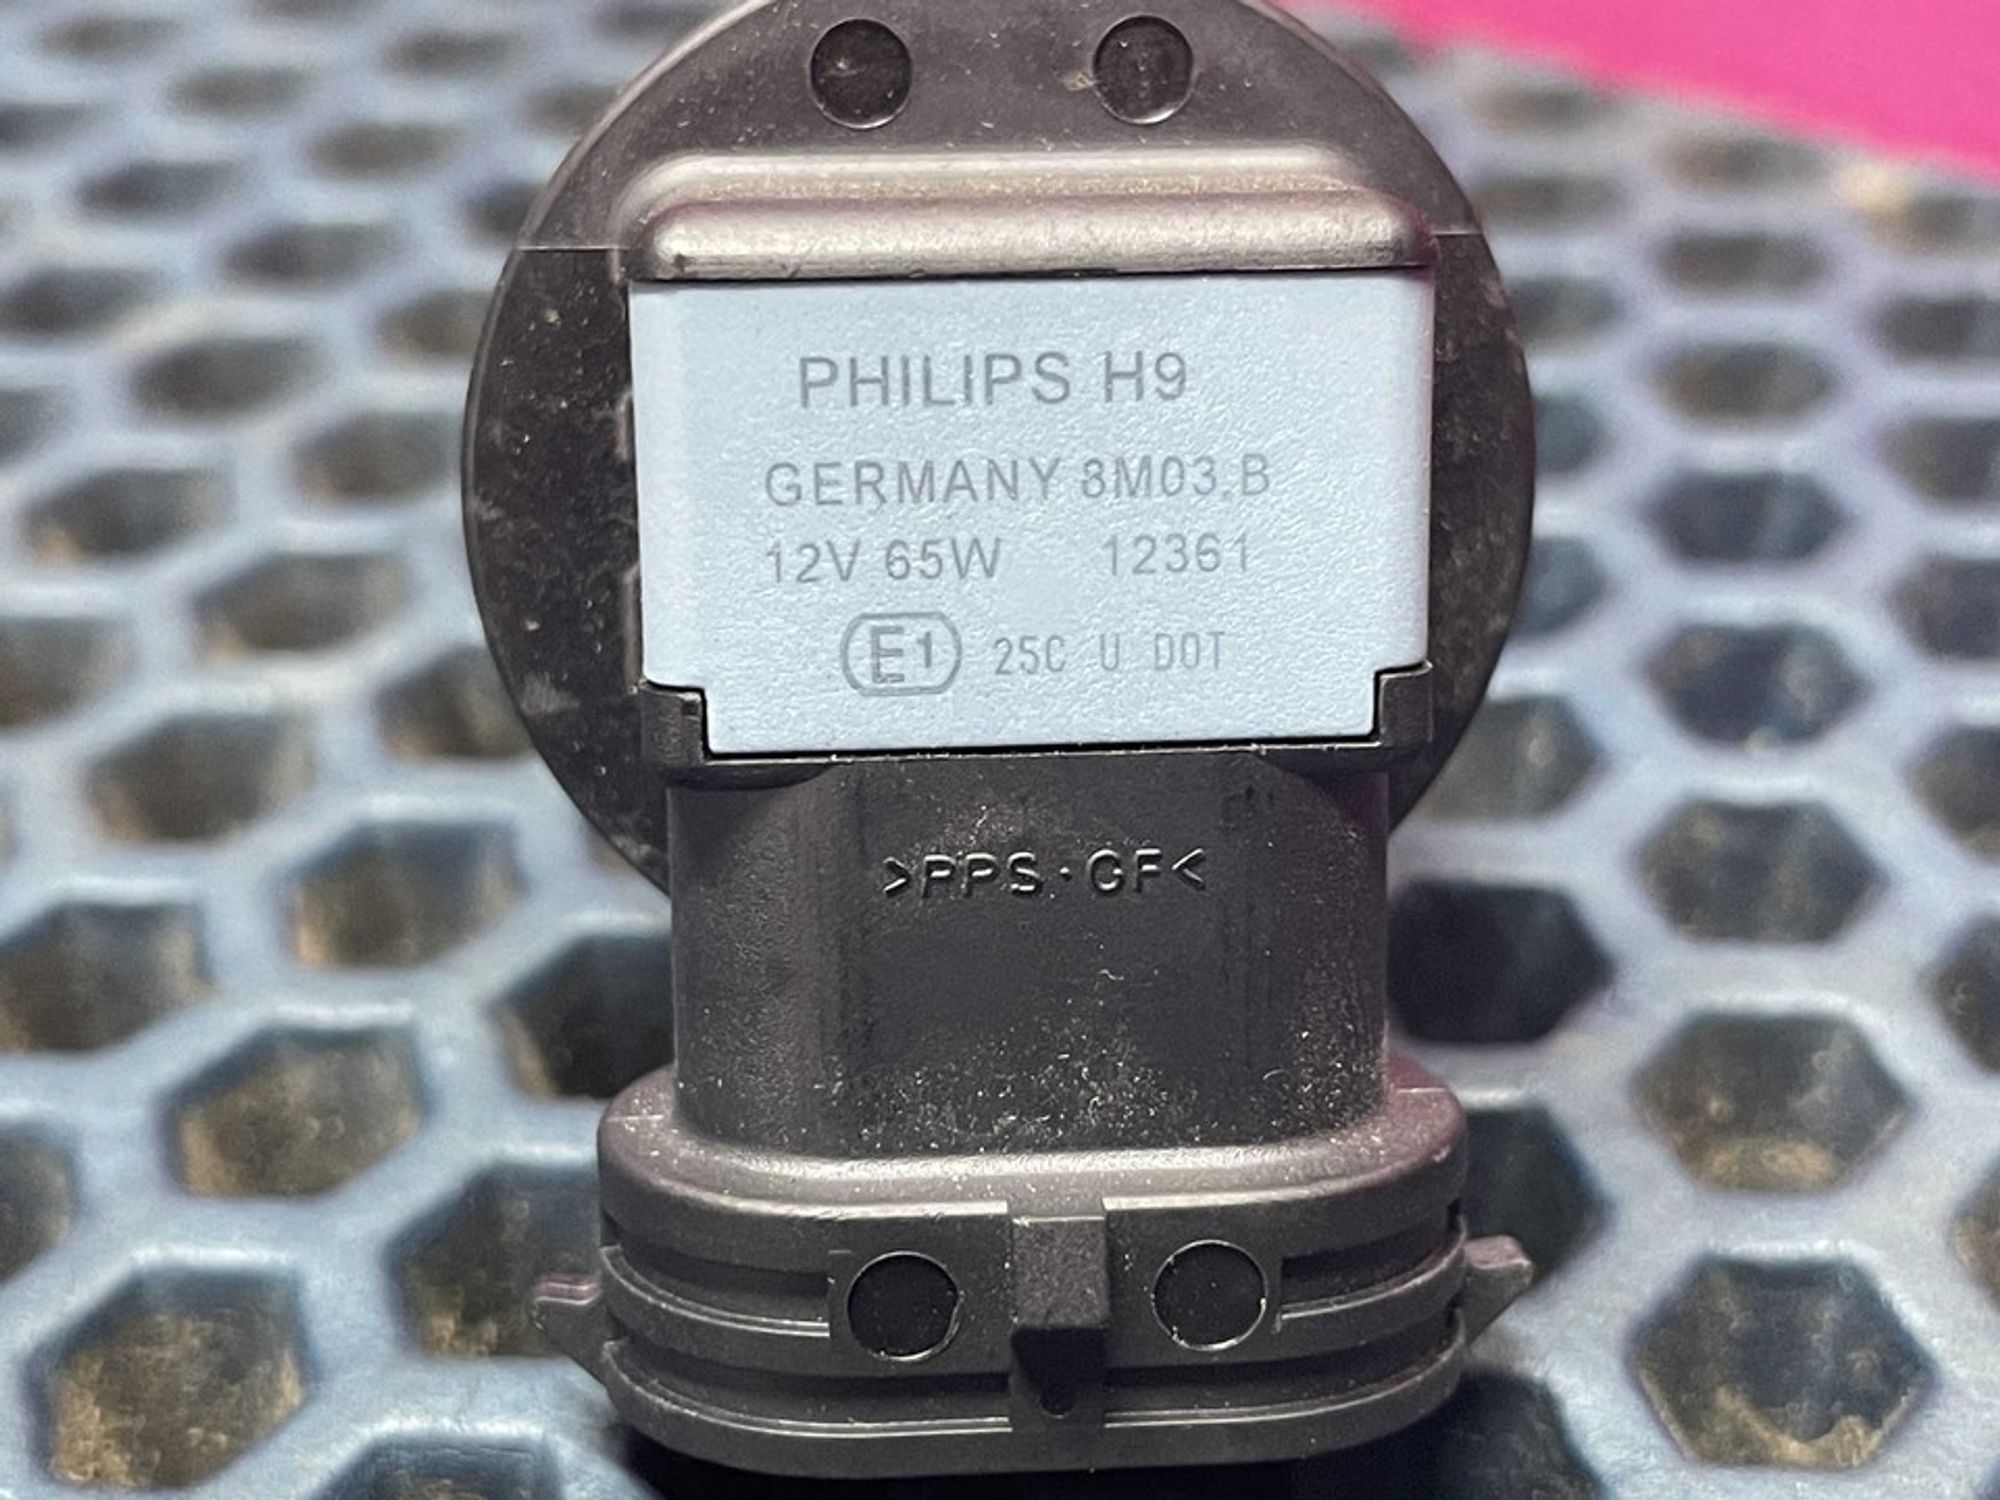 PHILIPS H9
GERMANY 8M03.B
12V 65W 12361
E1 25C U DOT
>PPS·GF<